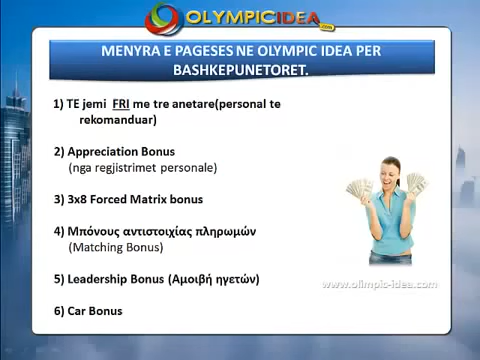 OLYMPICIDEA.com
MENYRA E PAGESES NE OLYMPIC IDEA PER
BASHKEPUNETORET.
1) TE jemi FRI me tre anetare(personal te
rekomanduar)
2) Appreciation Bonus
(nga regjistrimet personale)
3) 3x8 Forced Matrix bonus
4) Μπόνους αντιστοιχίας πληρωμών
(Matching Bonus)
5) Leadership Bonus (Αμοιβή ηγετών)
6) Car Bonus
www.olimpic-idea.com